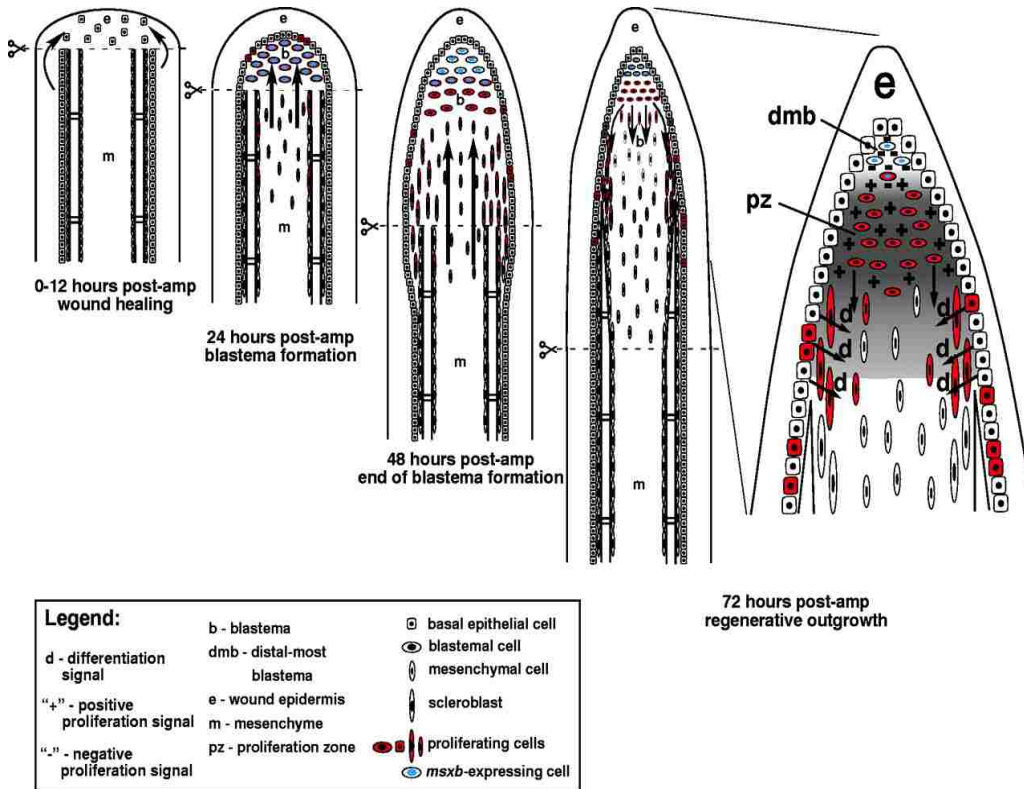 e
m
0-12 hours post-amp
wound healing
e
b
m
24 hours post-amp
blastema formation
e
b
m
48 hours post-amp
end of blastema formation
e
b
m
72 hours post-amp
regenerative outgrowth
e
dmb
pz
d
d
d
d
d
d
Legend:
d - differentiation
signal
"+" - positive
proliferation signal
"-" - negative
proliferation signal
b - blastema
dmb - distal-most
blastema
e - wound epidermis
m - mesenchyme
pz - proliferation zone
basal epithelial cell
blastemal cell
mesenchymal cell
scleroblast
proliferating cells
msxb-expressing cell